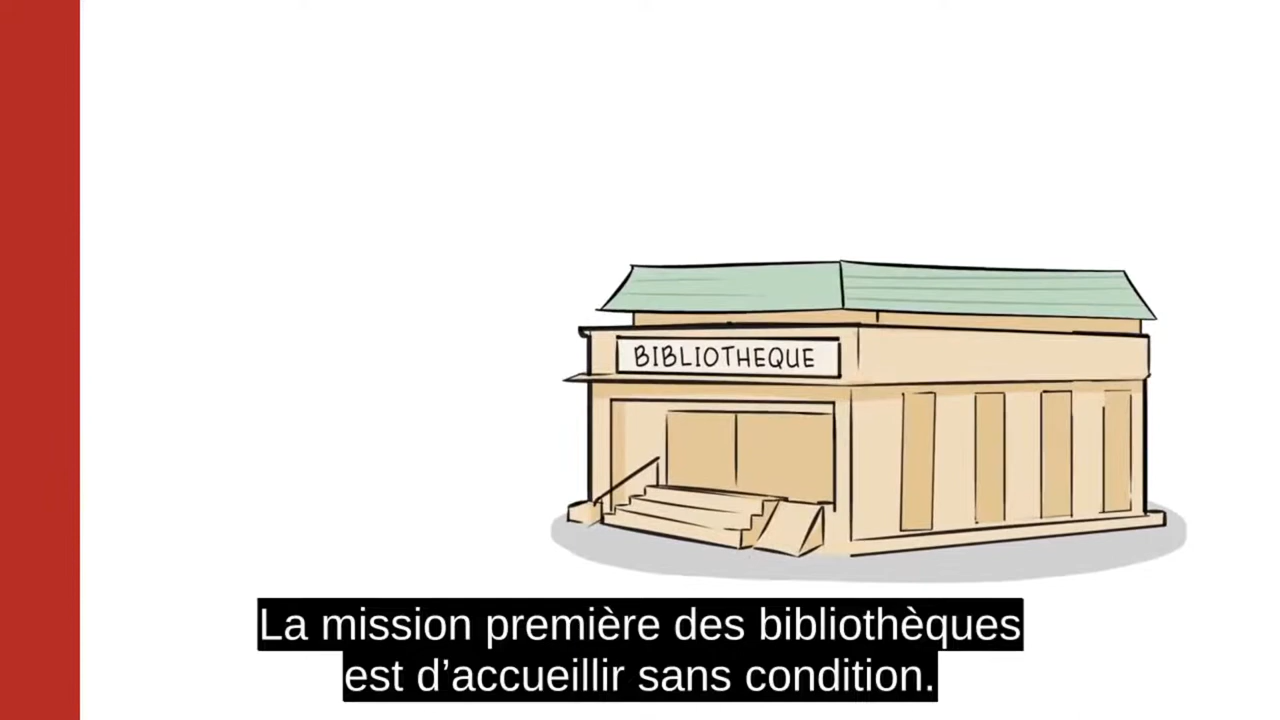 BIBLIOTHEQUE
La mission première des bibliothèques
est d’accueillir sans condition.